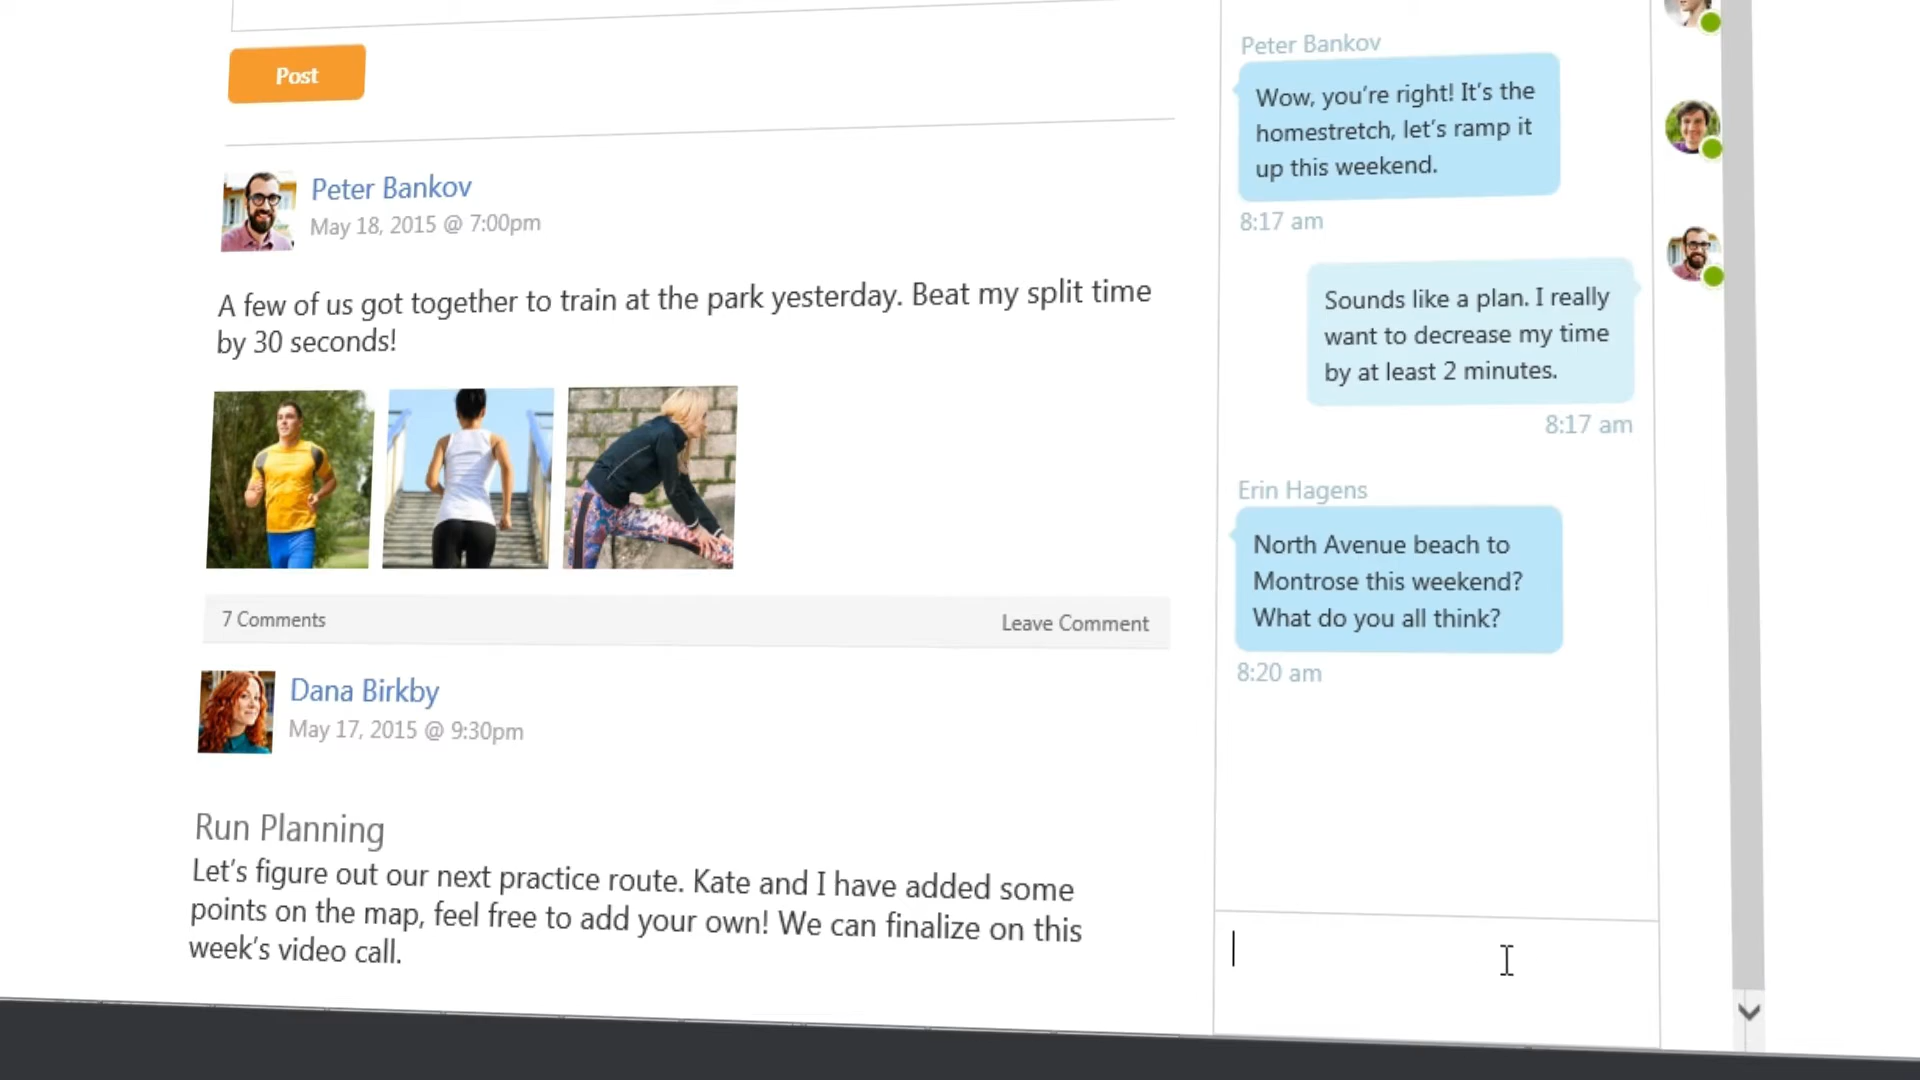 Post
Peter Bankov
May 18, 2015 @ 7:00pm
A few of us got together to train at the park yesterday. Beat my split time
by 30 seconds!
7 Comments
Leave Comment
Dana Birkby
May 17, 2015 @ 9:30pm
Run Planning
Let's figure out our next practice route. Kate and I have added some
points on the map, feel free to add your own! We can finalize on this
week's video call.
Peter Bankov
Wow, you're right! It's the
homestretch, let's ramp it
up this weekend.
8:17 am
Sounds like a plan. I really
want to decrease my time
by at least 2 minutes.
8:17 am
Erin Hagens
North Avenue beach to
Montrose this weekend?
What do you all think?
8:20 am